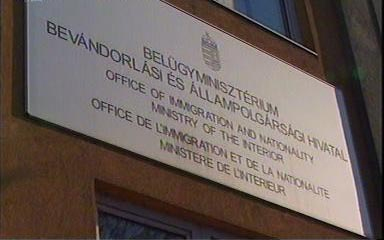 BELÜGYMINISZTÉRIUM
BEVÁNDORLÁSI ÉS ÁLLAMPOLGÁRSÁGI HIVATAL
OFFICE OF IMMIGRATION AND NATIONALITY
MINISTRY OF THE INTERIOR
OFFICE DE L'IMMIGRATION ET DE LA NATIONALITE
MINISTERE DE L'INTERIEUR